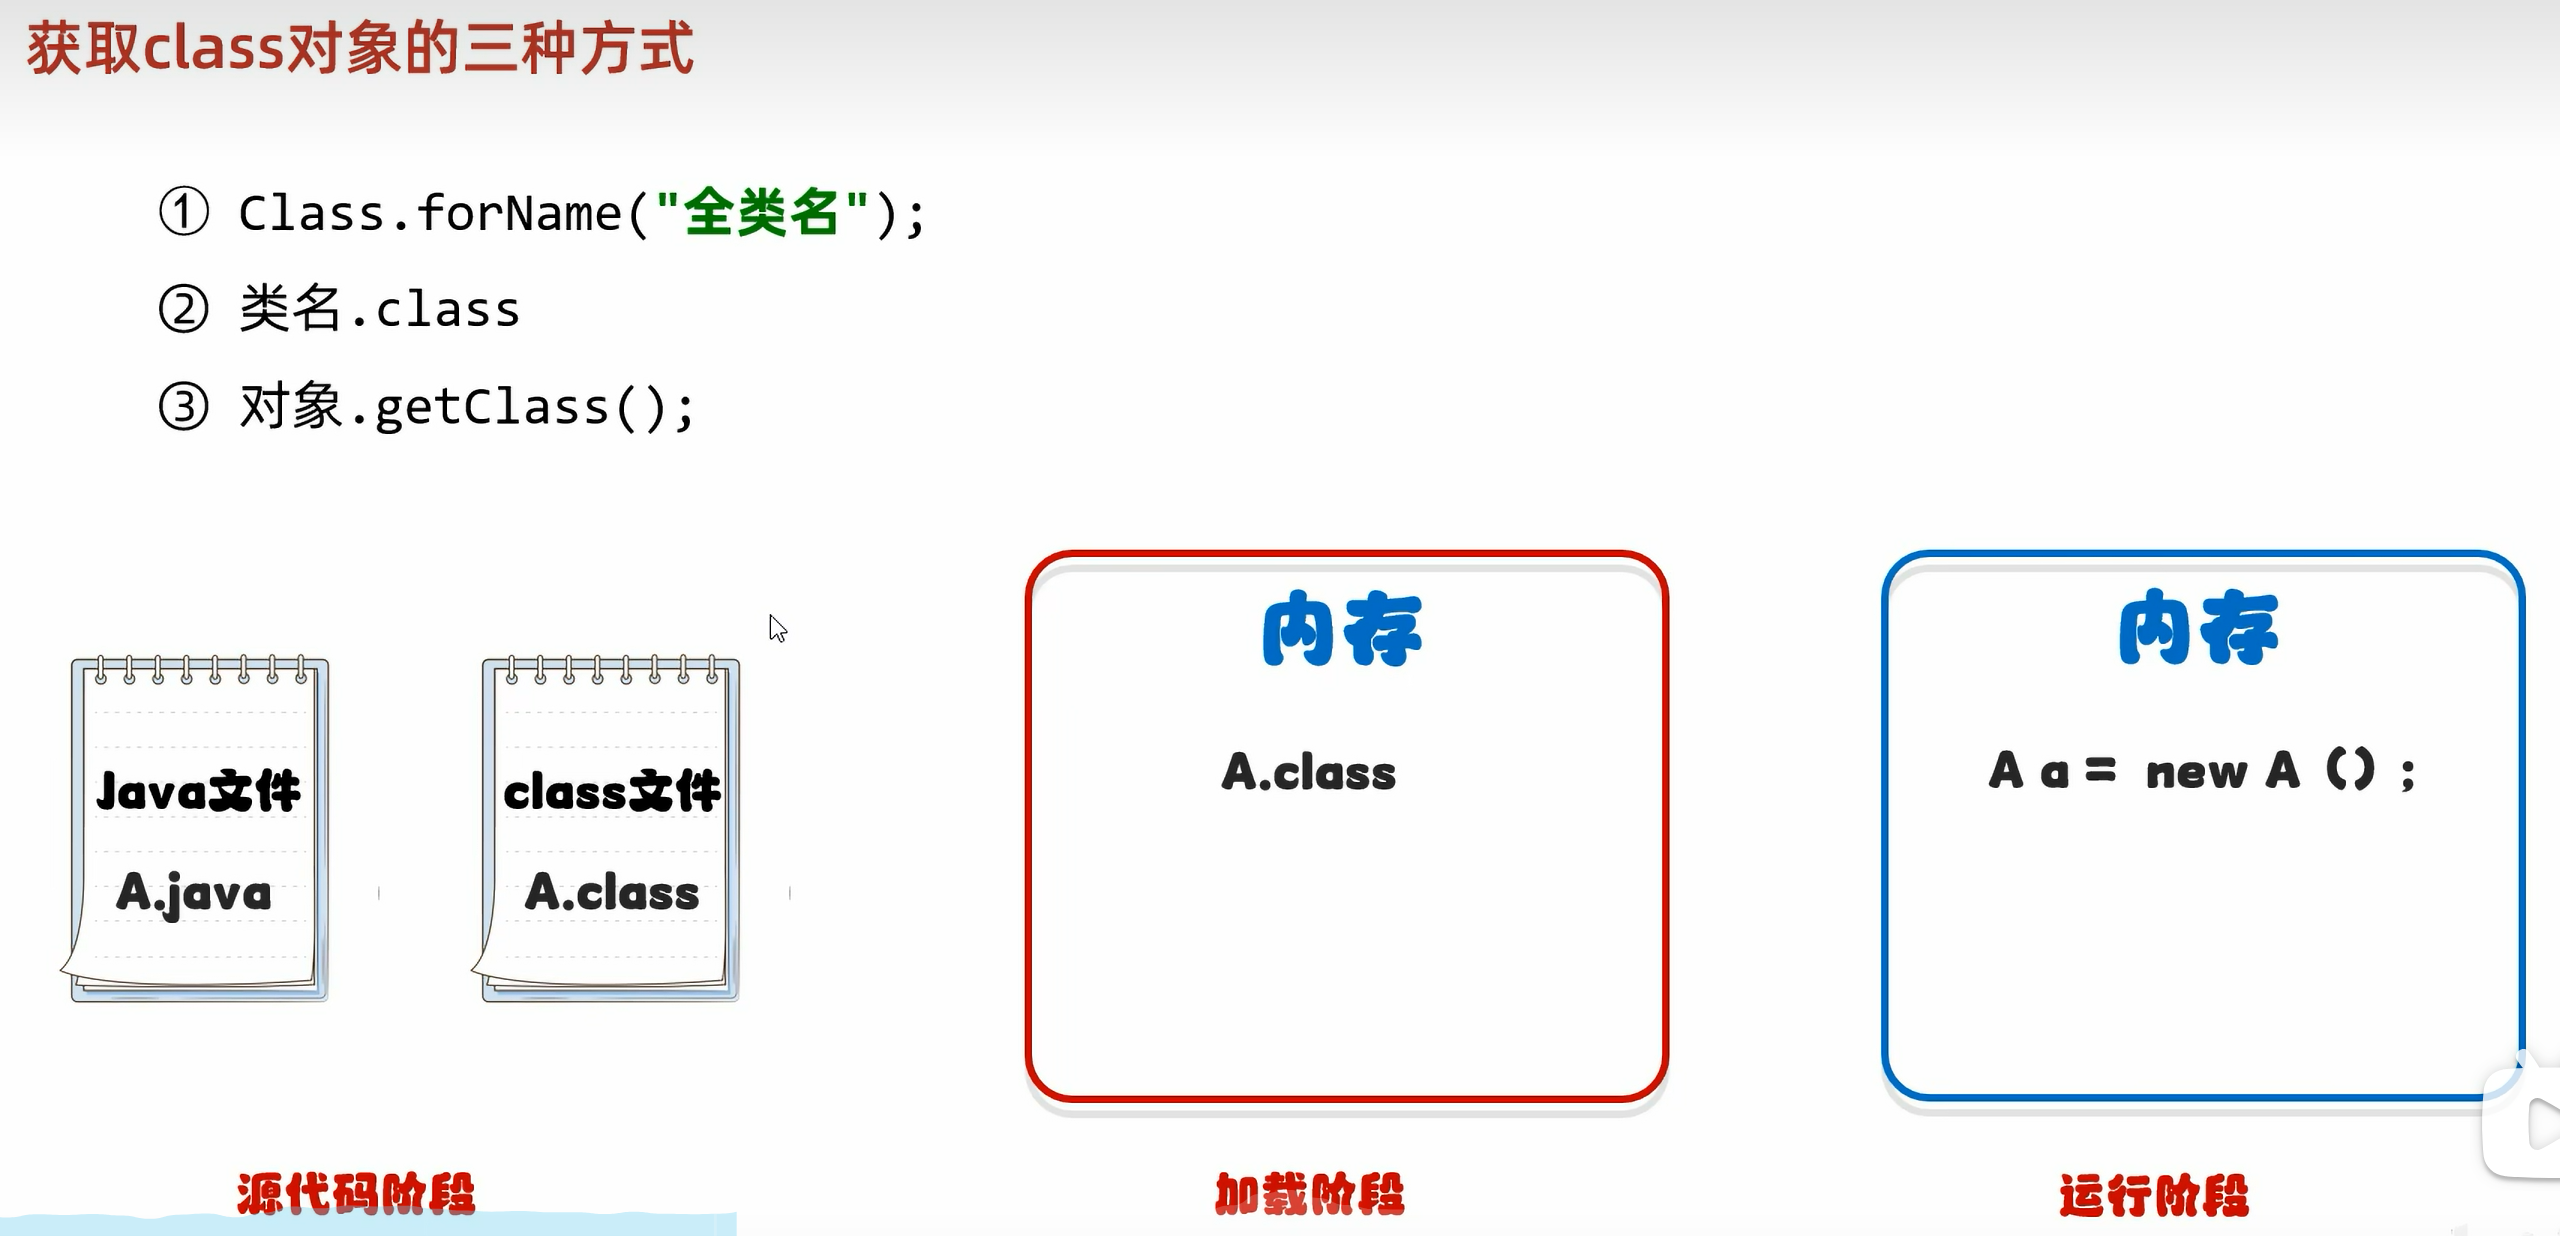 获取class对象的三种方式
① Class.forName("全类名");
② 类名.class
③ 对象.getClass();
Java文件
A.java
class文件
A.class
内存
A.class
内存
A a = new A () ;
源代码阶段
加载阶段
运行阶段